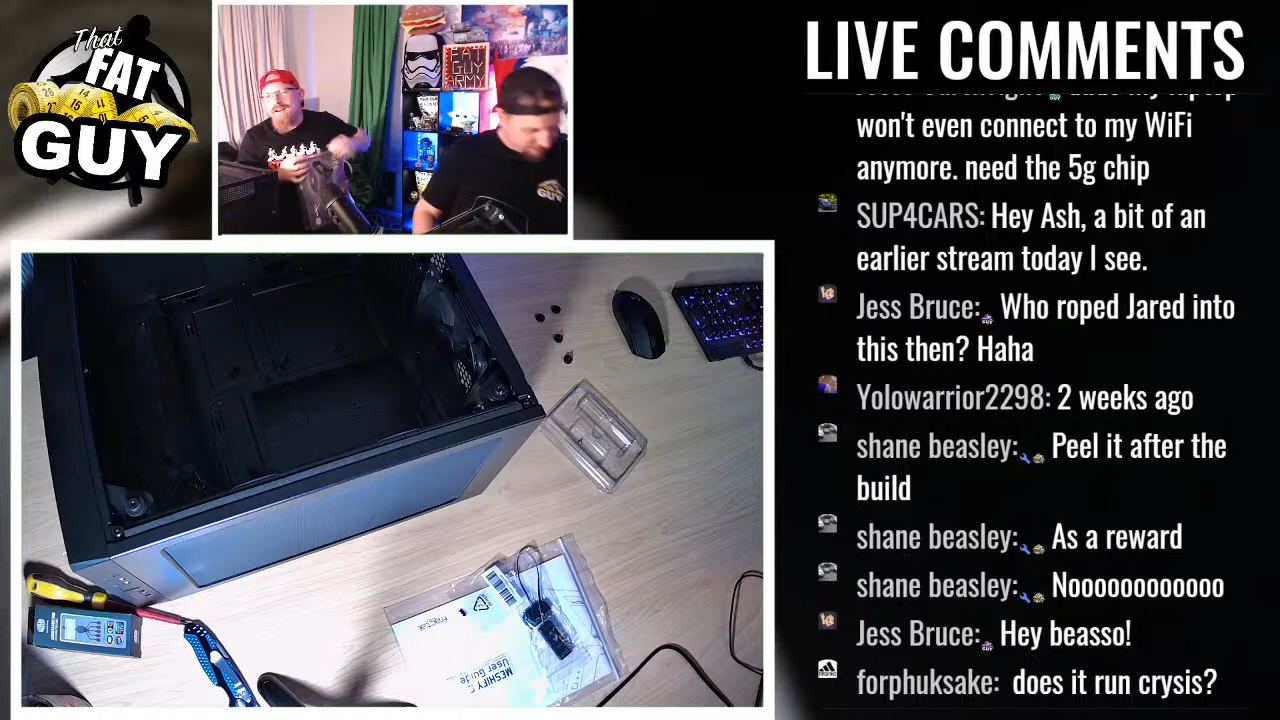 That
FAT
GUY
FAT
GUY
ARMY
LIVE COMMENTS
won't even connect to my WiFi
anymore. need the 5g chip
SUP4CARS: Hey Ash, a bit of an
earlier stream today I see.
Jess Bruce: Who roped Jared into
this then? Haha
Yolowarrior2298: 2 weeks ago
shane beasley: Peel it after the
build
shane beasley: As a reward
shane beasley: Nooooooooooooo
Jess Bruce: Hey beasso!
forphuksake: does it run crysis?
fractal
MESHIFY C
User Guide